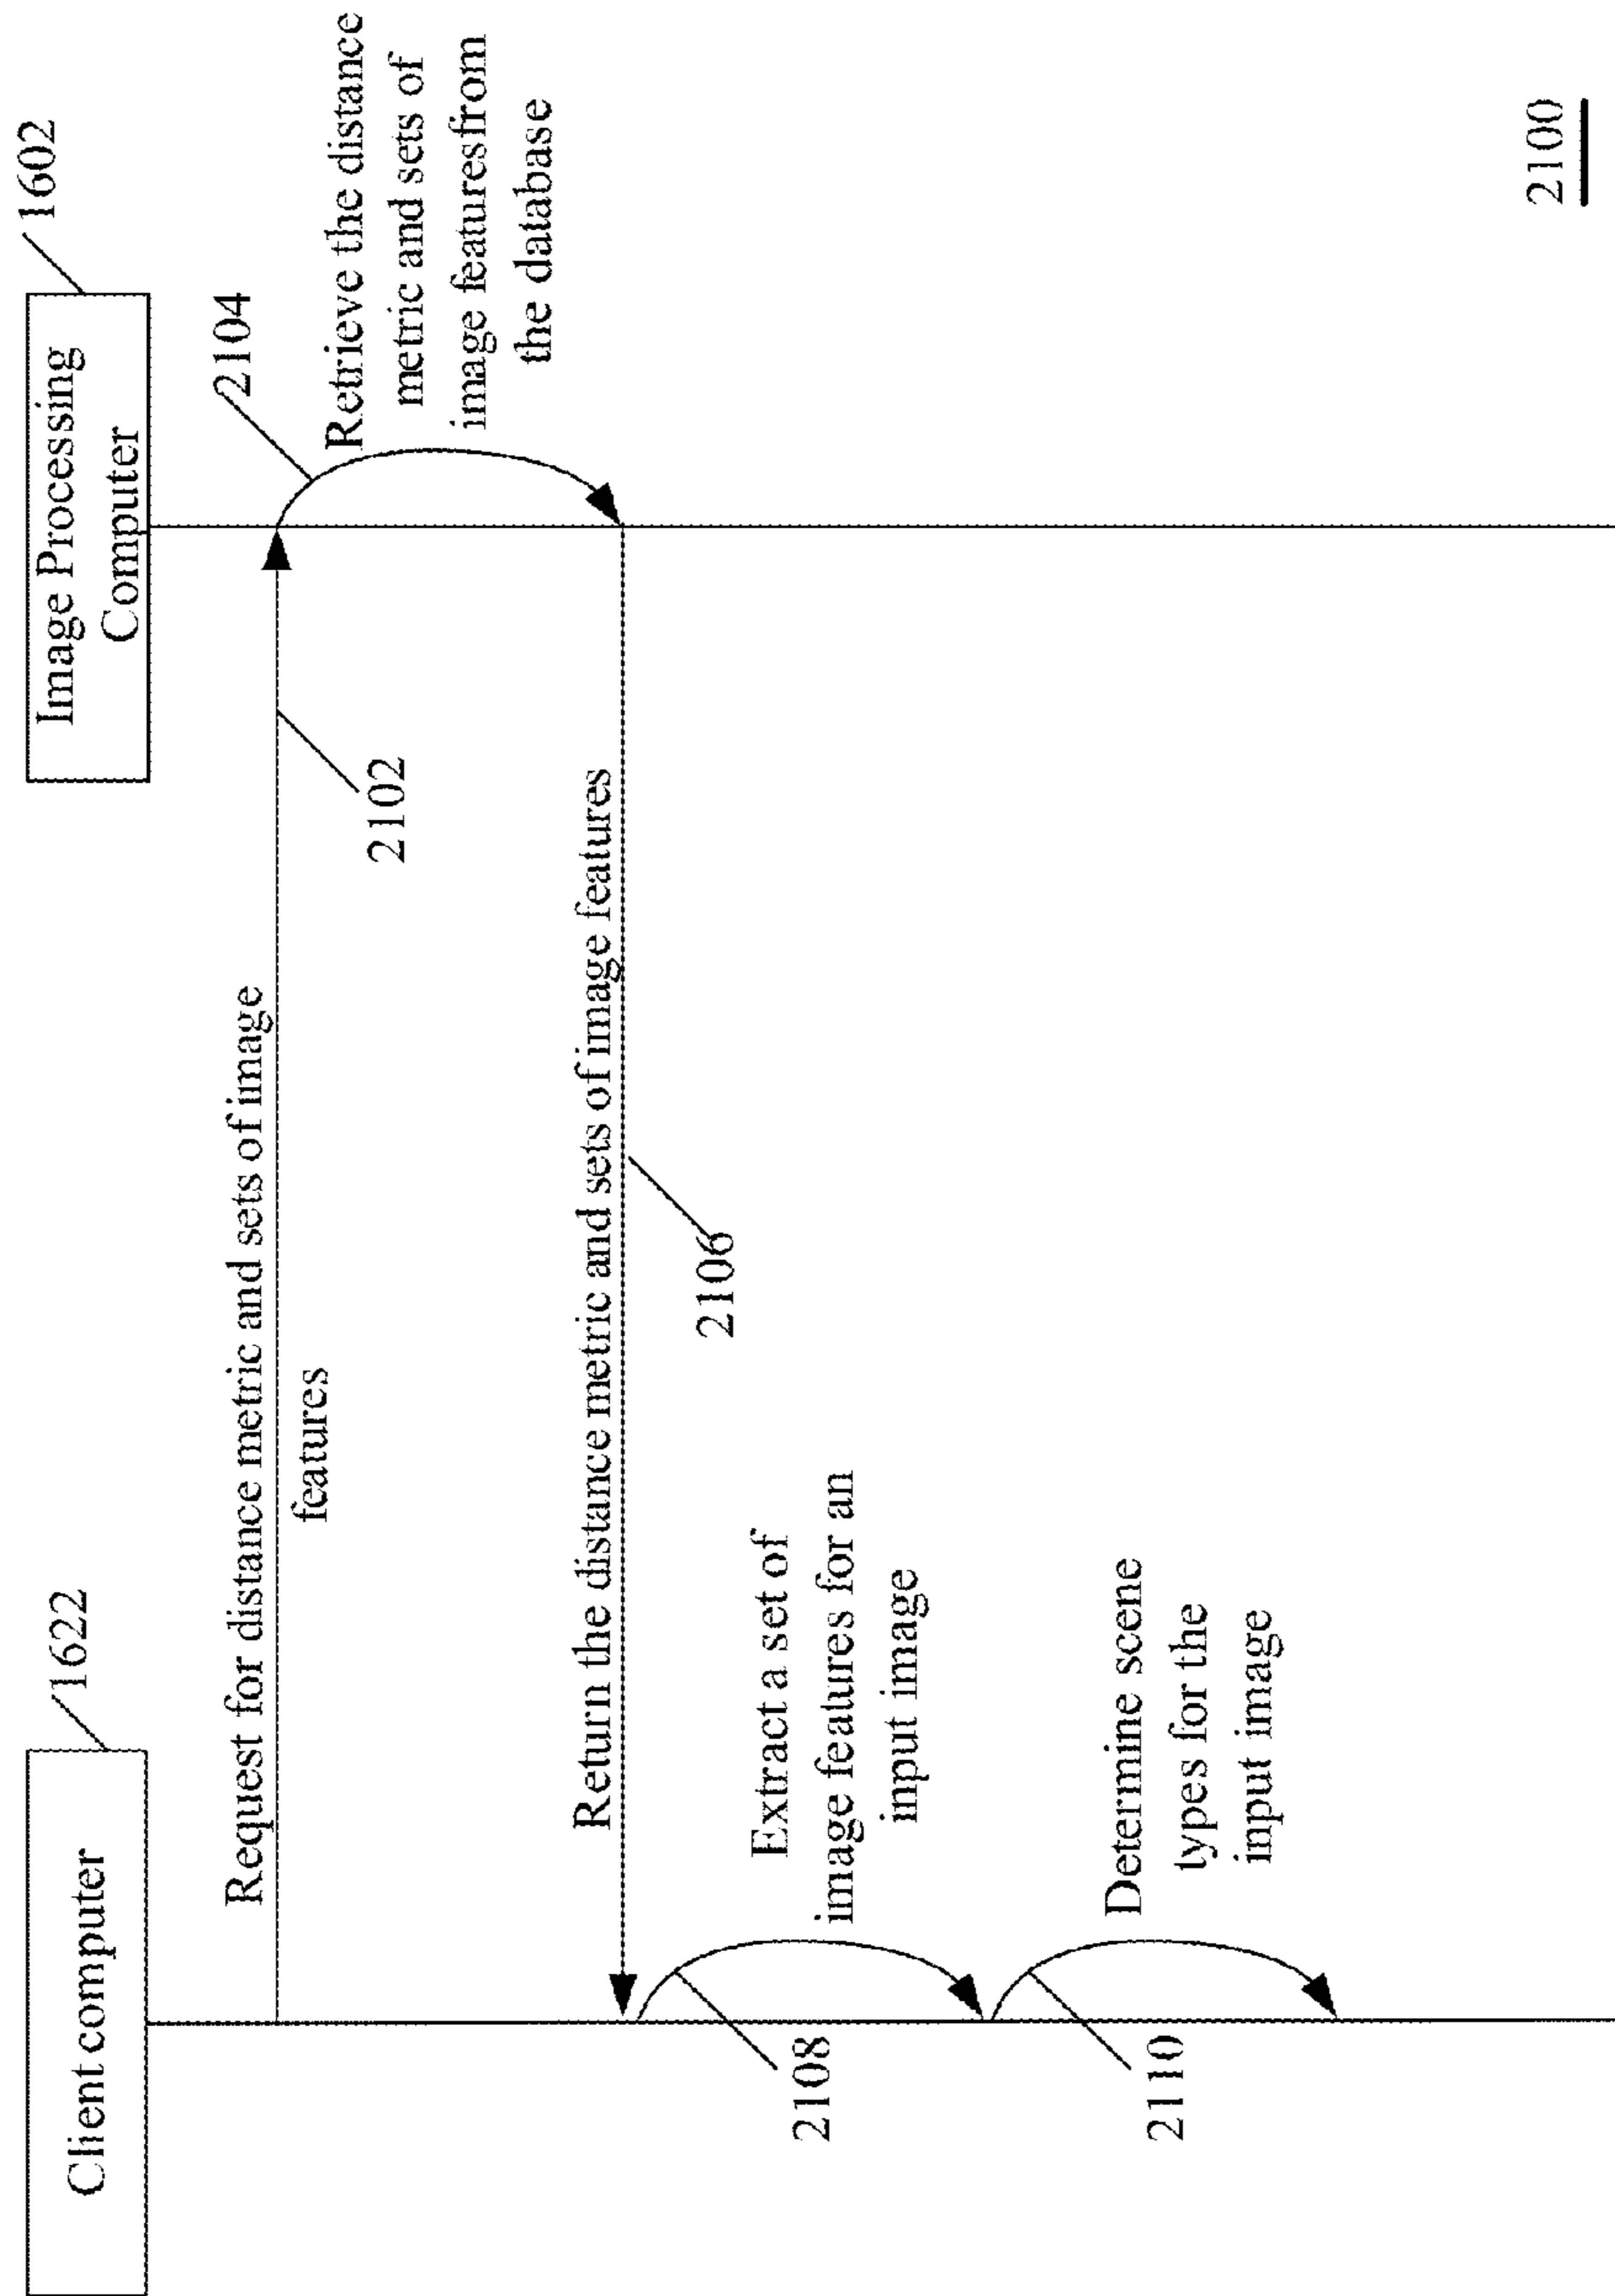 Client computer
1622
Image Processing
Computer
1602
Request for distance metric and sets of image
features
2102
2104
Retrieve the distance
metric and sets of
image featuresfrom
the database
Return the distance metric and sets of image features
2106
2108
Extract a set of
image features for an
input image
2110
Determine scene
types for the
input image
2100